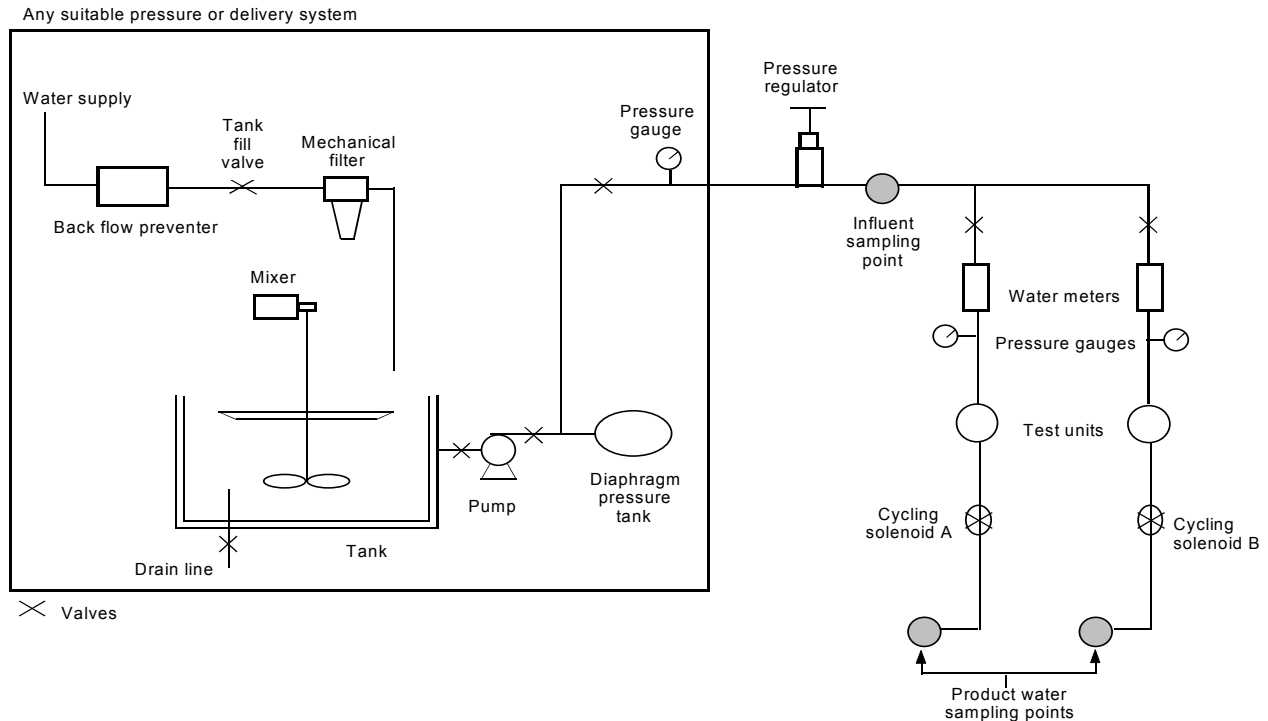 Any suitable pressure or delivery system
Water supply
Tank
fill
valve
Mechanical
filter
Back flow preventer
Mixer
Pressure
gauge
Pressure
regulator
Influent
sampling
point
Water meters
Pressure gauges
Test units
Diaphragm
pressure
tank
Pump
Tank
Drain line
Cycling
solenoid A
Cycling
solenoid B
Valves
Product water
sampling points